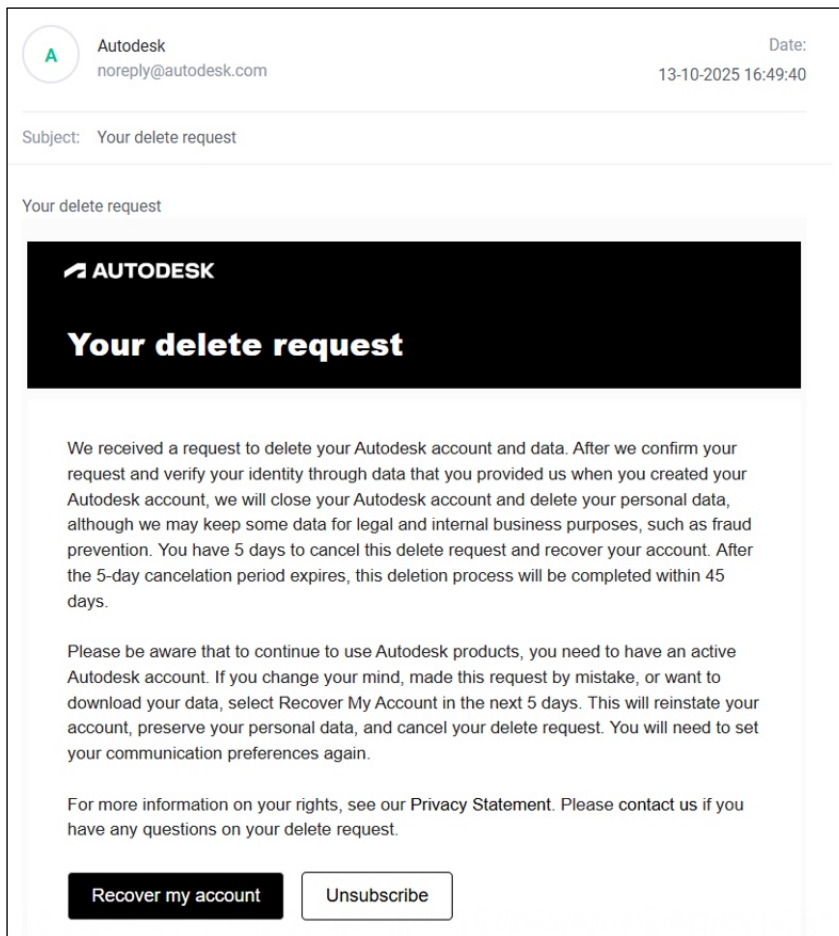 A
Autodesk
noreply@autodesk.com
Date:
13-10-2025 16:49:40
Subject: Your delete request
Your delete request
AUTODESK
Your delete request
We received a request to delete your Autodesk account and data. After we confirm your
request and verify your identity through data that you provided us when you created your
Autodesk account, we will close your Autodesk account and delete your personal data,
although we may keep some data for legal and internal business purposes, such as fraud
prevention. You have 5 days to cancel this delete request and recover your account. After
the 5-day cancelation period expires, this deletion process will be completed within 45
days.
Please be aware that to continue to use Autodesk products, you need to have an active
Autodesk account. If you change your mind, made this request by mistake, or want to
download your data, select Recover My Account in the next 5 days. This will reinstate your
account, preserve your personal data, and cancel your delete request. You will need to set
your communication preferences again.
For more information on your rights, see our Privacy Statement. Please contact us if you
have any questions on your delete request.
Recover my account
Unsubscribe